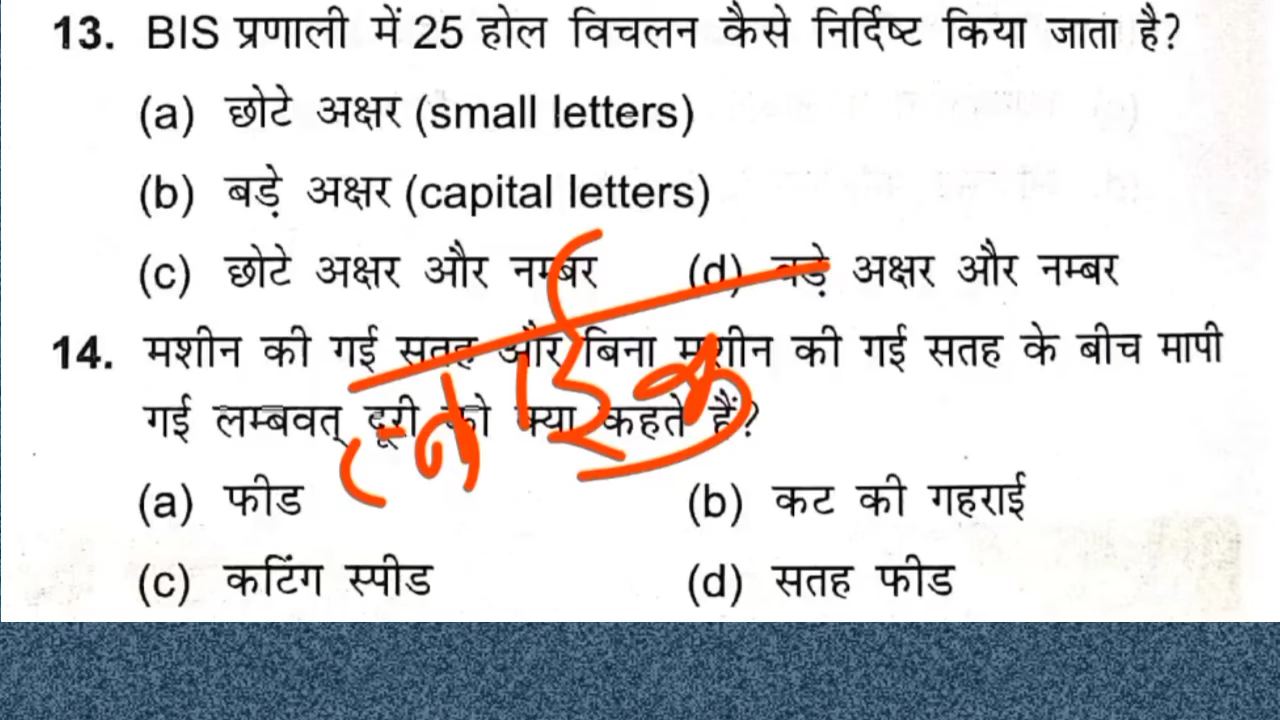 13. BIS प्रणाली में 25 होल विचलन कैसे निर्दिष्ट किया जाता है?
(a) छोटे अक्षर (small letters)
(b) बड़े अक्षर (capital letters)
(c) छोटे अक्षर और नम्बर (d) बड़े अक्षर और नम्बर
14. मशीन की गई सतह और बिना मशीन की गई सतह के बीच मापी
गई लम्बवत् दूरी को क्या कहते हैं?
(a) फीड (b) कट की गहराई
(c) कटिंग स्पीड (d) सतह फीड